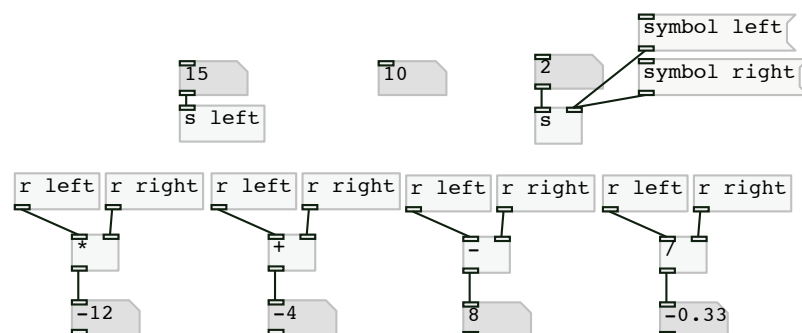 symbol left
15
10
2
symbol right
s left
s
r left r right r left r right r left r right r left r right
* + - /
-12 -4 8 -0.33